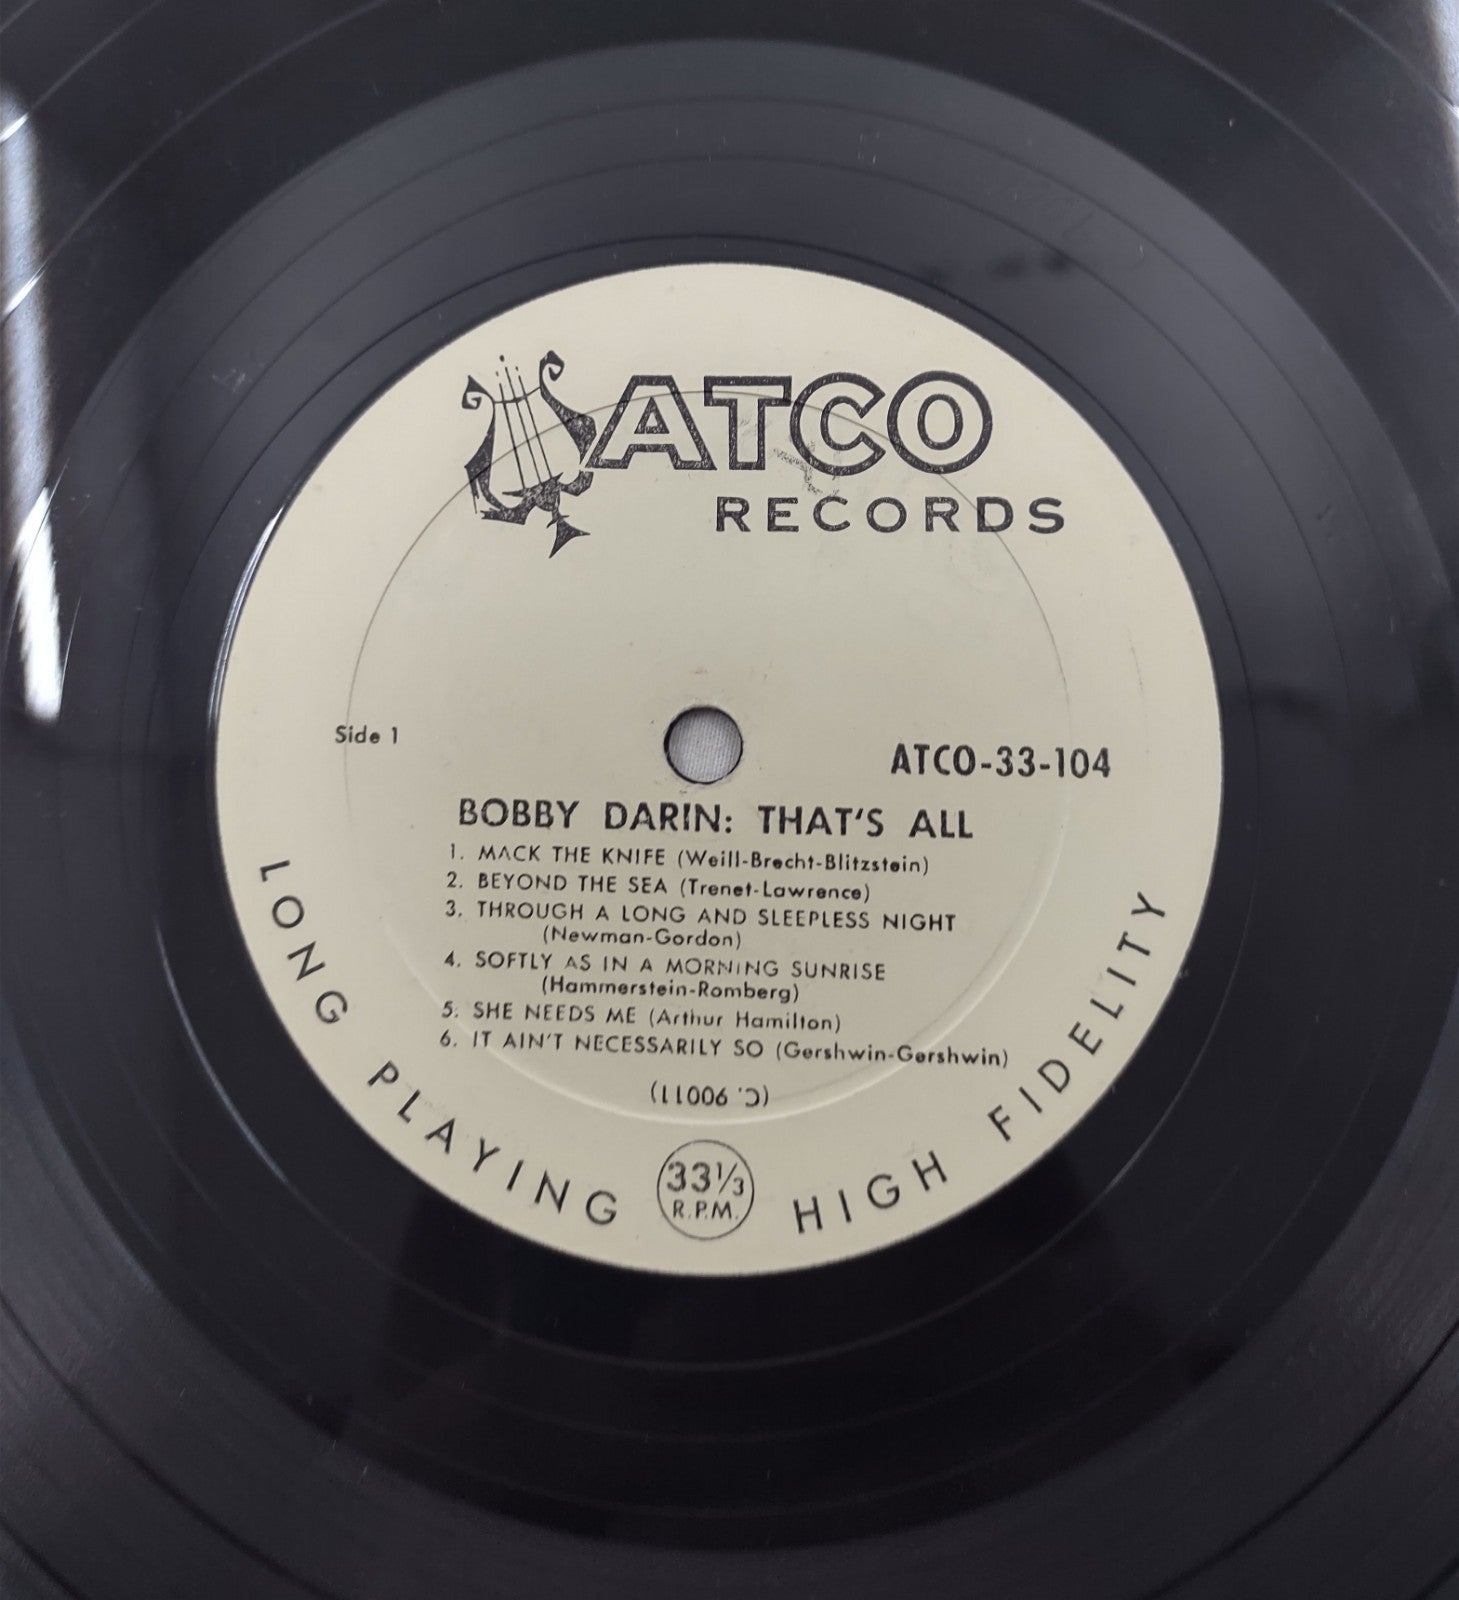 ATCO
RECORDS
Side 1
ATCO-33-104
BOBBY DARIN: THAT'S ALL
1. MACK THE KNIFE (Weill-Brecht-Blitzstein)
2. BEYOND THE SEA (Trenet-Lawrence)
3. THROUGH A LONG AND SLEEPLESS NIGHT
(Newman-Gordon)
4. SOFTLY AS IN A MORNING SUNRISE
(Hammerstein-Romberg)
5. SHE NEEDS ME (Arthur Hamilton)
6. IT AIN'T NECESSARILY SO (Gershwin-Gershwin)
(C. 90011)
LONG PLAYING
33⅓
R.P.M.
HIGH FIDELITY